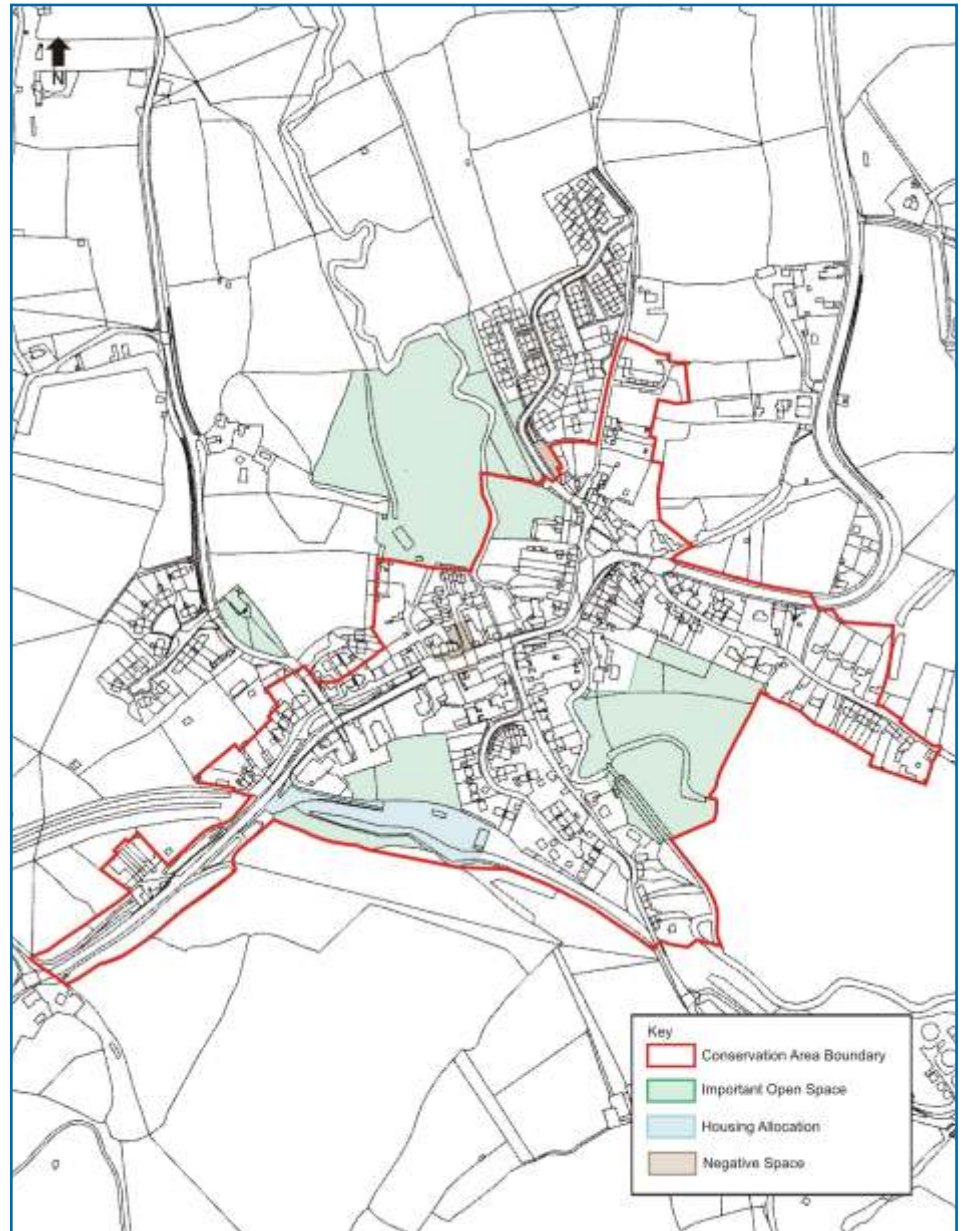 N
Key
Conservation Area Boundary
Important Open Space
Housing Allocation
Negative Space